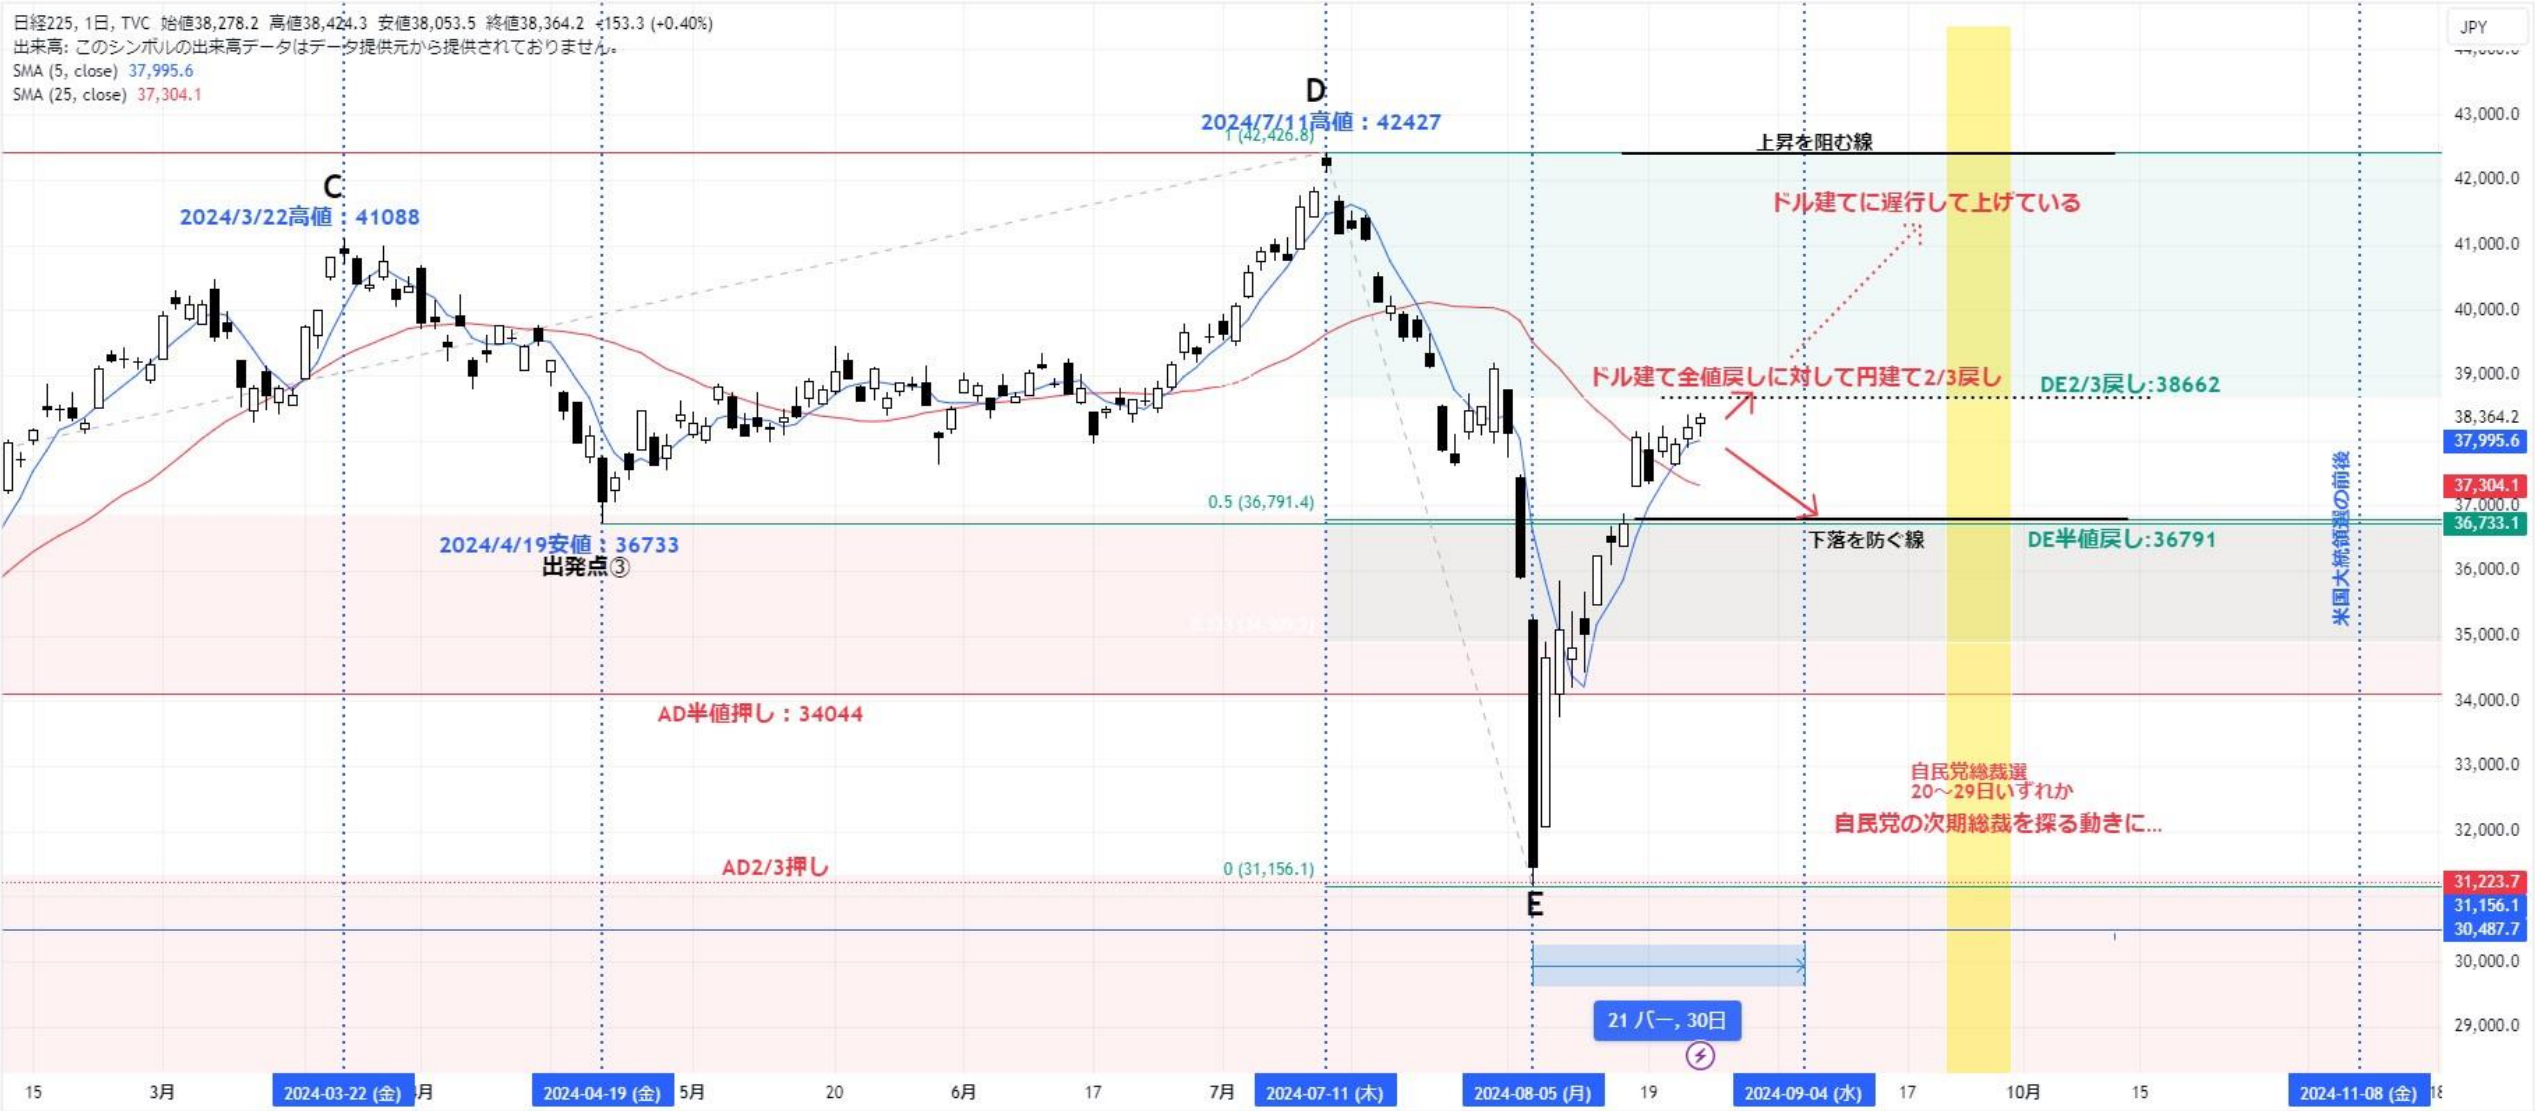 日経225, 1日, TVC 始値38,278.2 高値38,424.3 安値38,053.5 終値38,364.2 +153.3 (+0.40%)
出来高: このシンボルの出来高データはデータ提供元から提供されておりません。
SMA (5, close) 37,995.6
SMA (25, close) 37,304.1
JPY
D
2024/7/11高値：42427
1 (42,426.8)
上昇を阻む線
C
2024/3/22高値：41088
ドル建てに遅行して上げている
ドル建て全値戻しに対して円建て2/3戻し
DE2/3戻し:38662
0.5 (36,791.4)
2024/4/19安値：36733
出発点③
下落を防ぐ線
DE半値戻し:36791
米国大統領選の前後
AD半値押し：34044
自民党総裁選
20～29日いずれか
自民党の次期総裁を探る動きに...
AD2/3押し
0 (31,156.1)
E
21 バー, 30日
43,000.0
42,000.0
41,000.0
40,000.0
39,000.0
38,364.2
37,995.6
37,304.1
37,000.0
36,733.1
36,000.0
35,000.0
34,000.0
33,000.0
32,000.0
31,223.7
31,156.1
30,487.7
30,000.0
29,000.0
15
3月
2024-03-22 (金)
月
2024-04-19 (金)
5月
20
6月
17
7月
2024-07-11 (木)
2024-08-05 (月)
19
2024-09-04 (水)
17
10月
15
2024-11-08 (金)
18